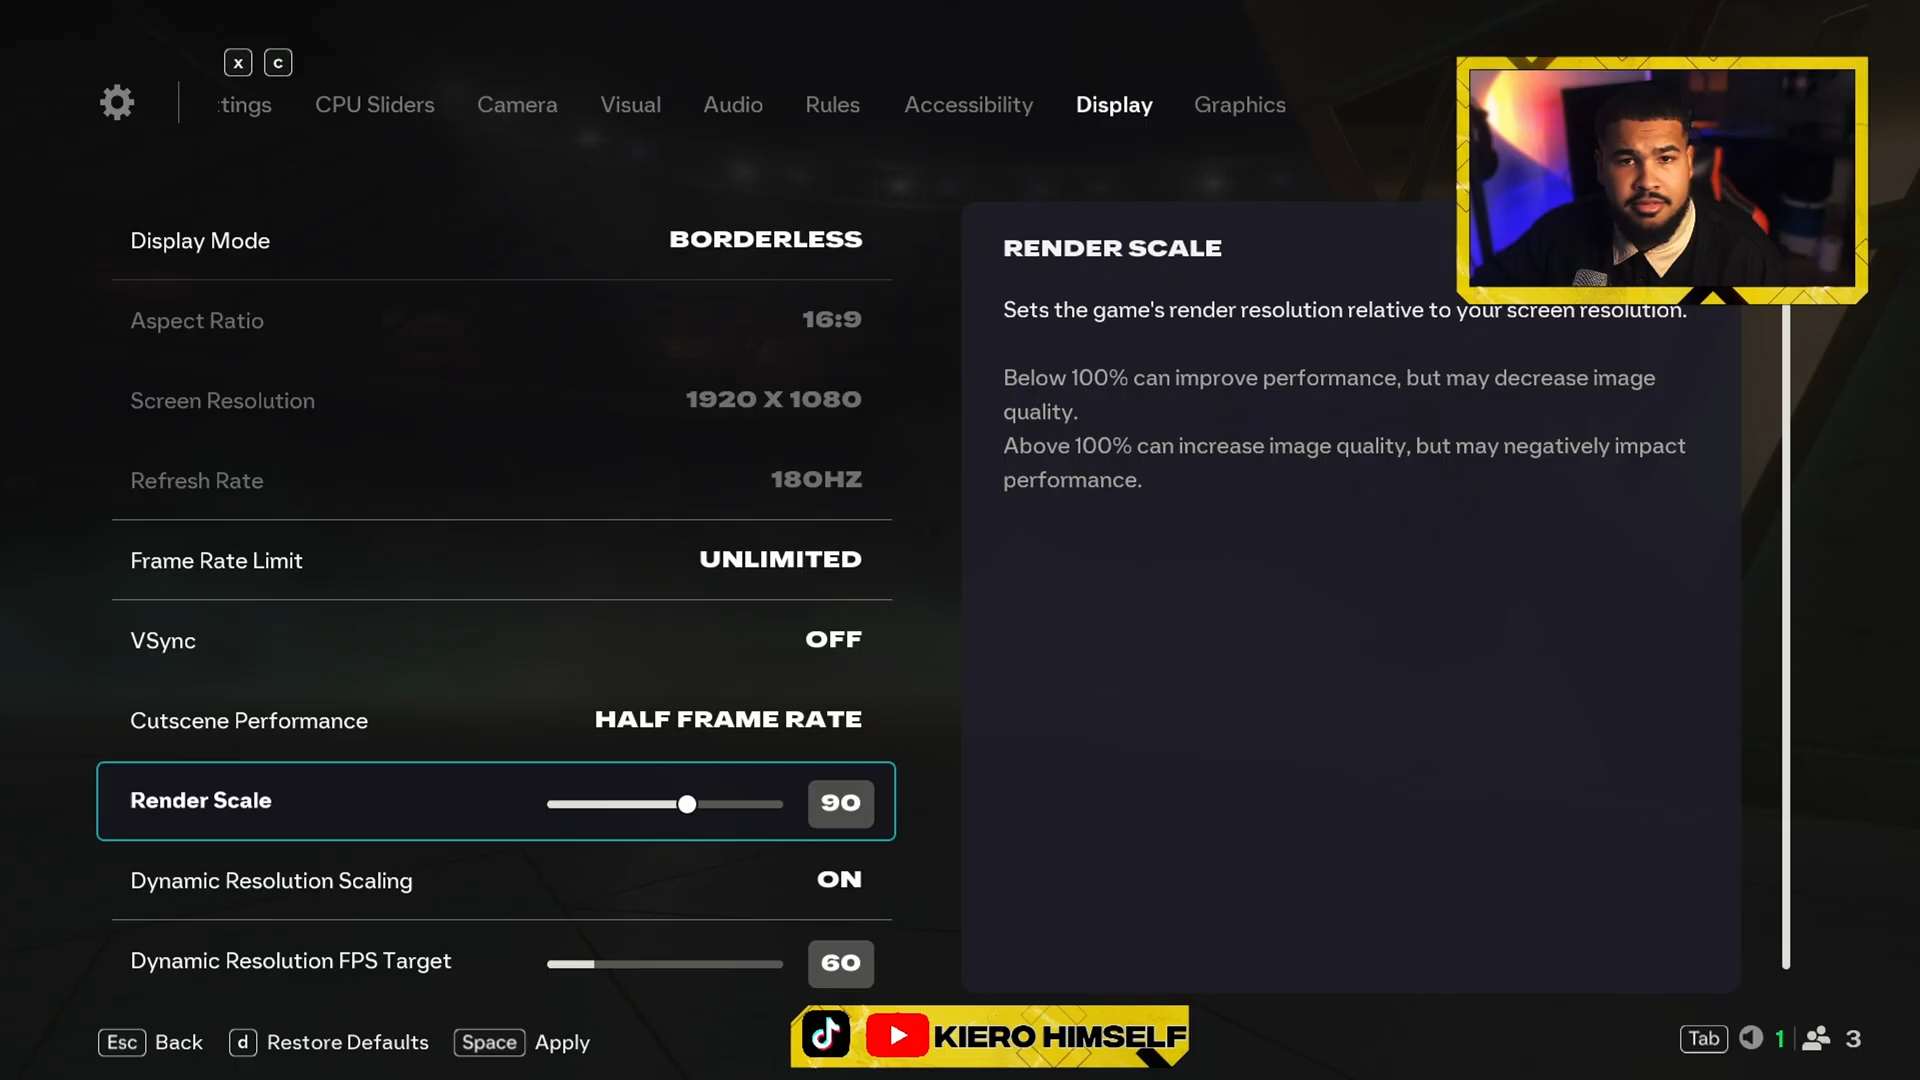 x c
tings CPU Sliders Camera Visual Audio Rules Accessibility Display Graphics
Display Mode BORDERLESS
Aspect Ratio 16:9
Screen Resolution 1920 X 1080
Refresh Rate 180HZ
Frame Rate Limit UNLIMITED
VSync OFF
Cutscene Performance HALF FRAME RATE
Render Scale 90
Dynamic Resolution Scaling ON
Dynamic Resolution FPS Target 60
RENDER SCALE
Sets the game's render resolution relative to your screen resolution.
Below 100% can improve performance, but may decrease image
quality.
Above 100% can increase image quality, but may negatively impact
performance.
Esc Back d Restore Defaults Space Apply
KIERO HIMSELF
Tab 1 3